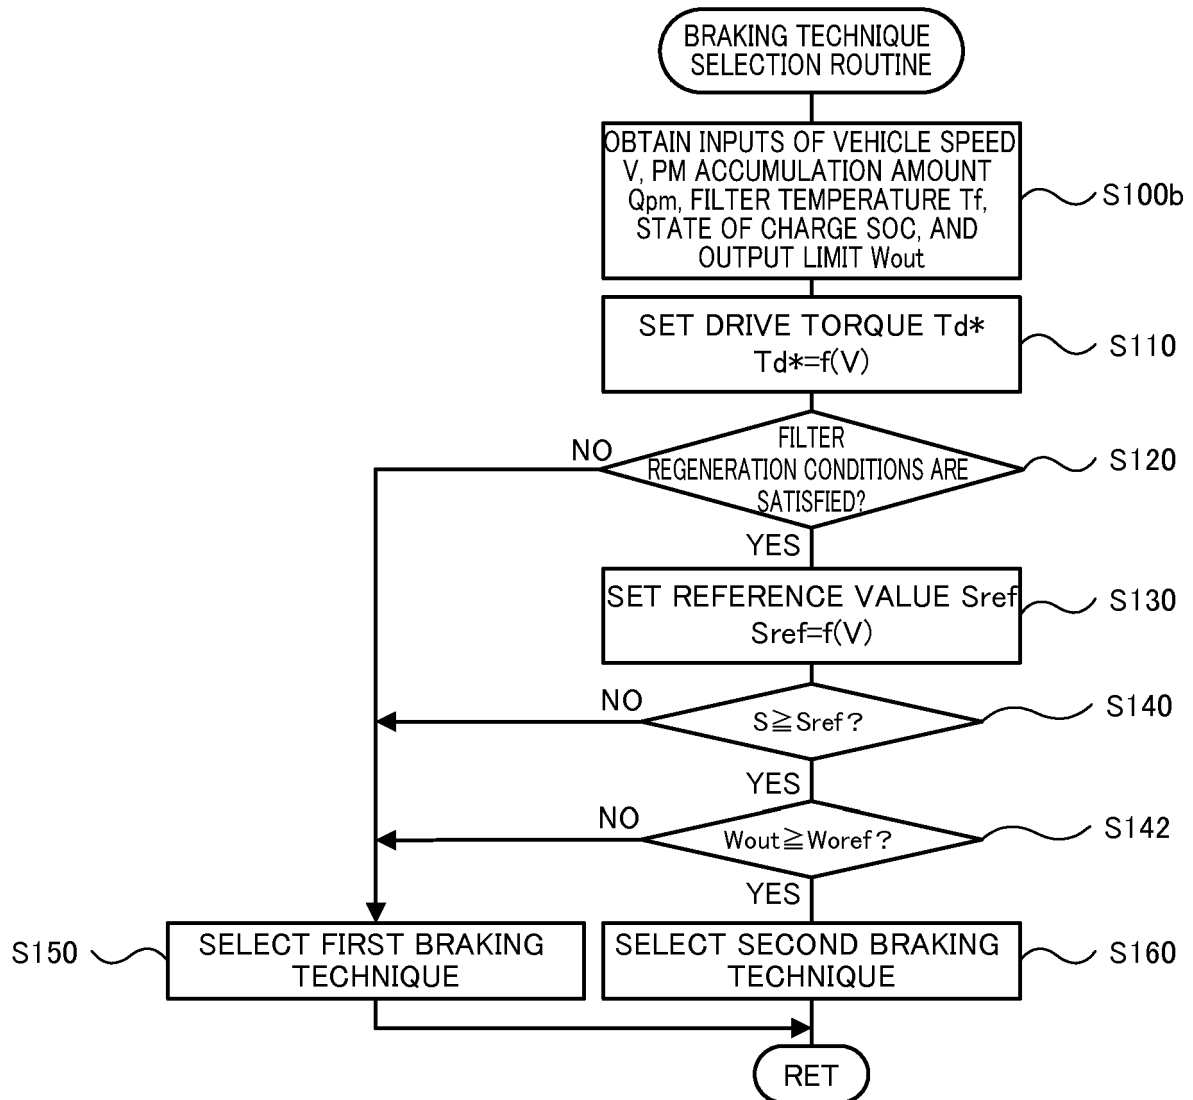 BRAKING TECHNIQUE
SELECTION ROUTINE
OBTAIN INPUTS OF VEHICLE SPEED
V, PM ACCUMULATION AMOUNT
Qpm, FILTER TEMPERATURE Tf,
STATE OF CHARGE SOC, AND
OUTPUT LIMIT Wout
S100b
SET DRIVE TORQUE Td*
Td*=f(V)
S110
NO
FILTER
REGENERATION CONDITIONS ARE
SATISFIED?
S120
YES
SET REFERENCE VALUE Sref
Sref=f(V)
S130
NO
S≧Sref?
S140
YES
NO
Wout≧Woref?
S142
YES
S150
SELECT FIRST BRAKING
TECHNIQUE
SELECT SECOND BRAKING
TECHNIQUE
S160
RET